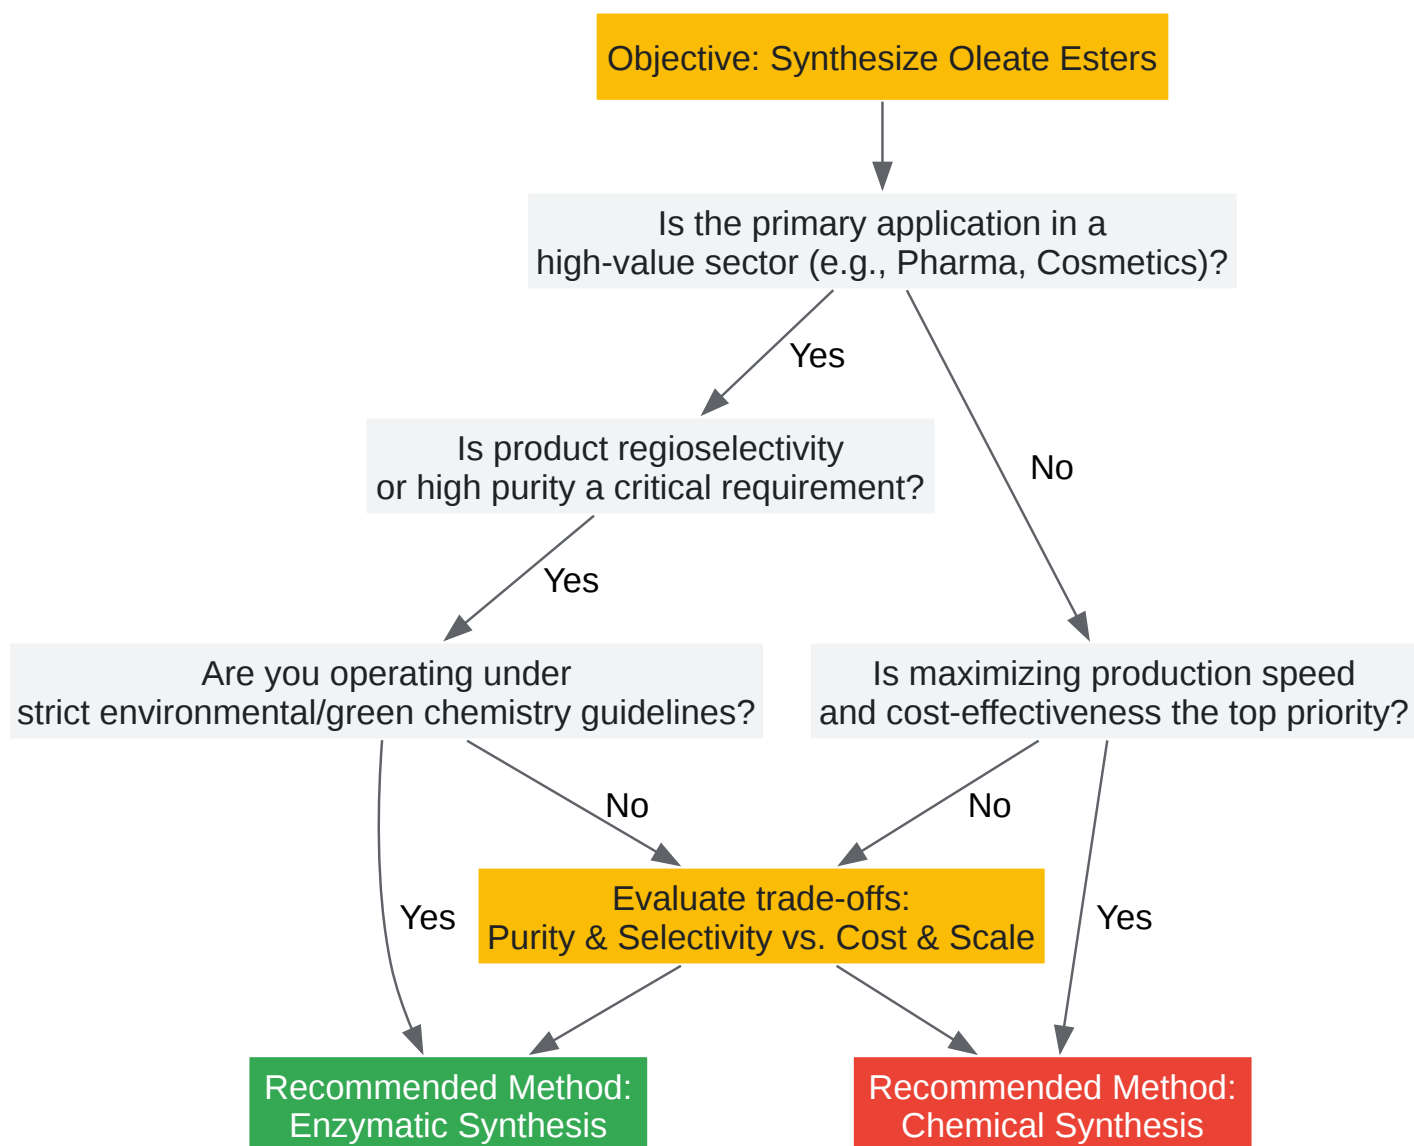 Objective: Synthesize Oleate Esters
Is the primary application in a
high-value sector (e.g., Pharma, Cosmetics)?
Yes
No
Is product regioselectivity
or high purity a critical requirement?
Yes
Are you operating under
strict environmental/green chemistry guidelines?
Is maximizing production speed
and cost-effectiveness the top priority?
No
No
Yes
Yes
Evaluate trade-offs:
Purity & Selectivity vs. Cost & Scale
Recommended Method:
Enzymatic Synthesis
Recommended Method:
Chemical Synthesis